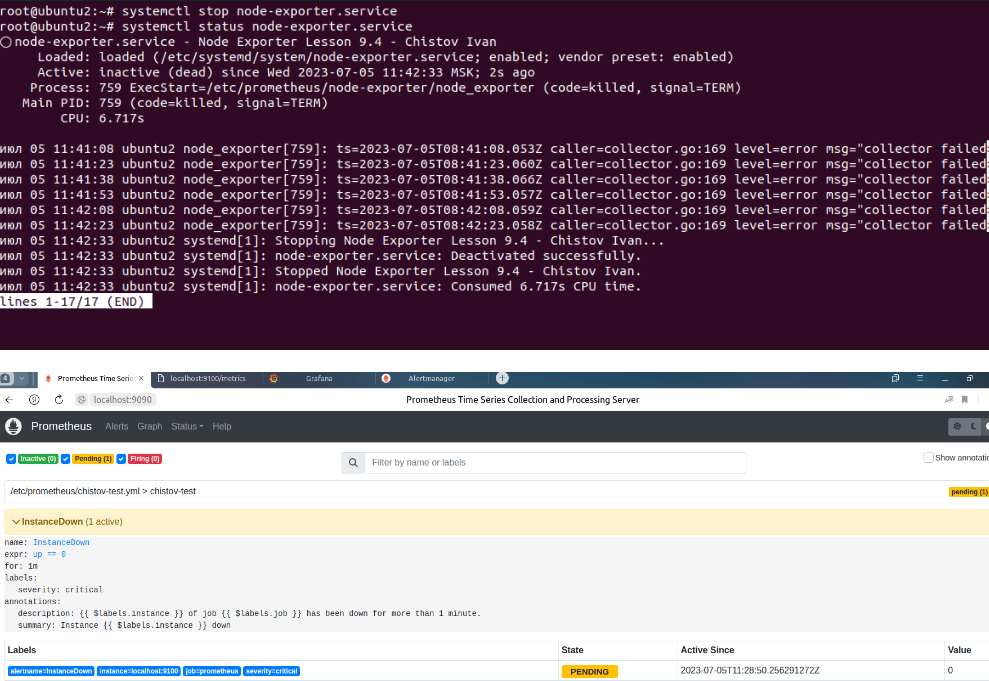 root@ubuntu2:~# systemctl stop node-exporter.service
root@ubuntu2:~# systemctl status node-exporter.service
○ node-exporter.service - Node Exporter Lesson 9.4 - Chistov Ivan
Loaded: loaded (/etc/systemd/system/node-exporter.service; enabled; vendor preset: enabled)
Active: inactive (dead) since Wed 2023-07-05 11:42:33 MSK; 2s ago
Process: 759 ExecStart=/etc/prometheus/node-exporter/node_exporter (code=killed, signal=TERM)
Main PID: 759 (code=killed, signal=TERM)
CPU: 6.717s
июл 05 11:41:08 ubuntu2 node_exporter[759]: ts=2023-07-05T08:41:08.053Z caller=collector.go:169 level=error msg="collector failed
июл 05 11:41:23 ubuntu2 node_exporter[759]: ts=2023-07-05T08:41:23.060Z caller=collector.go:169 level=error msg="collector failed
июл 05 11:41:38 ubuntu2 node_exporter[759]: ts=2023-07-05T08:41:38.066Z caller=collector.go:169 level=error msg="collector failed
июл 05 11:41:53 ubuntu2 node_exporter[759]: ts=2023-07-05T08:41:53.057Z caller=collector.go:169 level=error msg="collector failed
июл 05 11:42:08 ubuntu2 node_exporter[759]: ts=2023-07-05T08:42:08.059Z caller=collector.go:169 level=error msg="collector failed
июл 05 11:42:23 ubuntu2 node_exporter[759]: ts=2023-07-05T08:42:23.058Z caller=collector.go:169 level=error msg="collector failed
июл 05 11:42:33 ubuntu2 systemd[1]: Stopping Node Exporter Lesson 9.4 - Chistov Ivan...
июл 05 11:42:33 ubuntu2 systemd[1]: node-exporter.service: Deactivated successfully.
июл 05 11:42:33 ubuntu2 systemd[1]: Stopped Node Exporter Lesson 9.4 - Chistov Ivan.
июл 05 11:42:33 ubuntu2 systemd[1]: node-exporter.service: Consumed 6.717s CPU time.
lines 1-17/17 (END)
4 Prometheus Time Series localhost:9100/metrics Grafana Alertmanager
localhost:9090 Prometheus Time Series Collection and Processing Server
Prometheus Alerts Graph Status Help
Inactive (0) Pending (1) Firing (0) Filter by name or labels Show annotatio
/etc/prometheus/chistov-test.yml > chistov-test pending (1)
InstanceDown (1 active)
name: InstanceDown
expr: up == 0
for: 1m
labels:
severity: critical
annotations:
description: {{ $labels.instance }} of job {{ $labels.job }} has been down for more than 1 minute.
summary: Instance {{ $labels.instance }} down
Labels State Active Since Value
alertname=InstanceDown instance=localhost:9100 job=prometheus severity=critical PENDING 2023-07-05T11:28:50.256291272Z 0